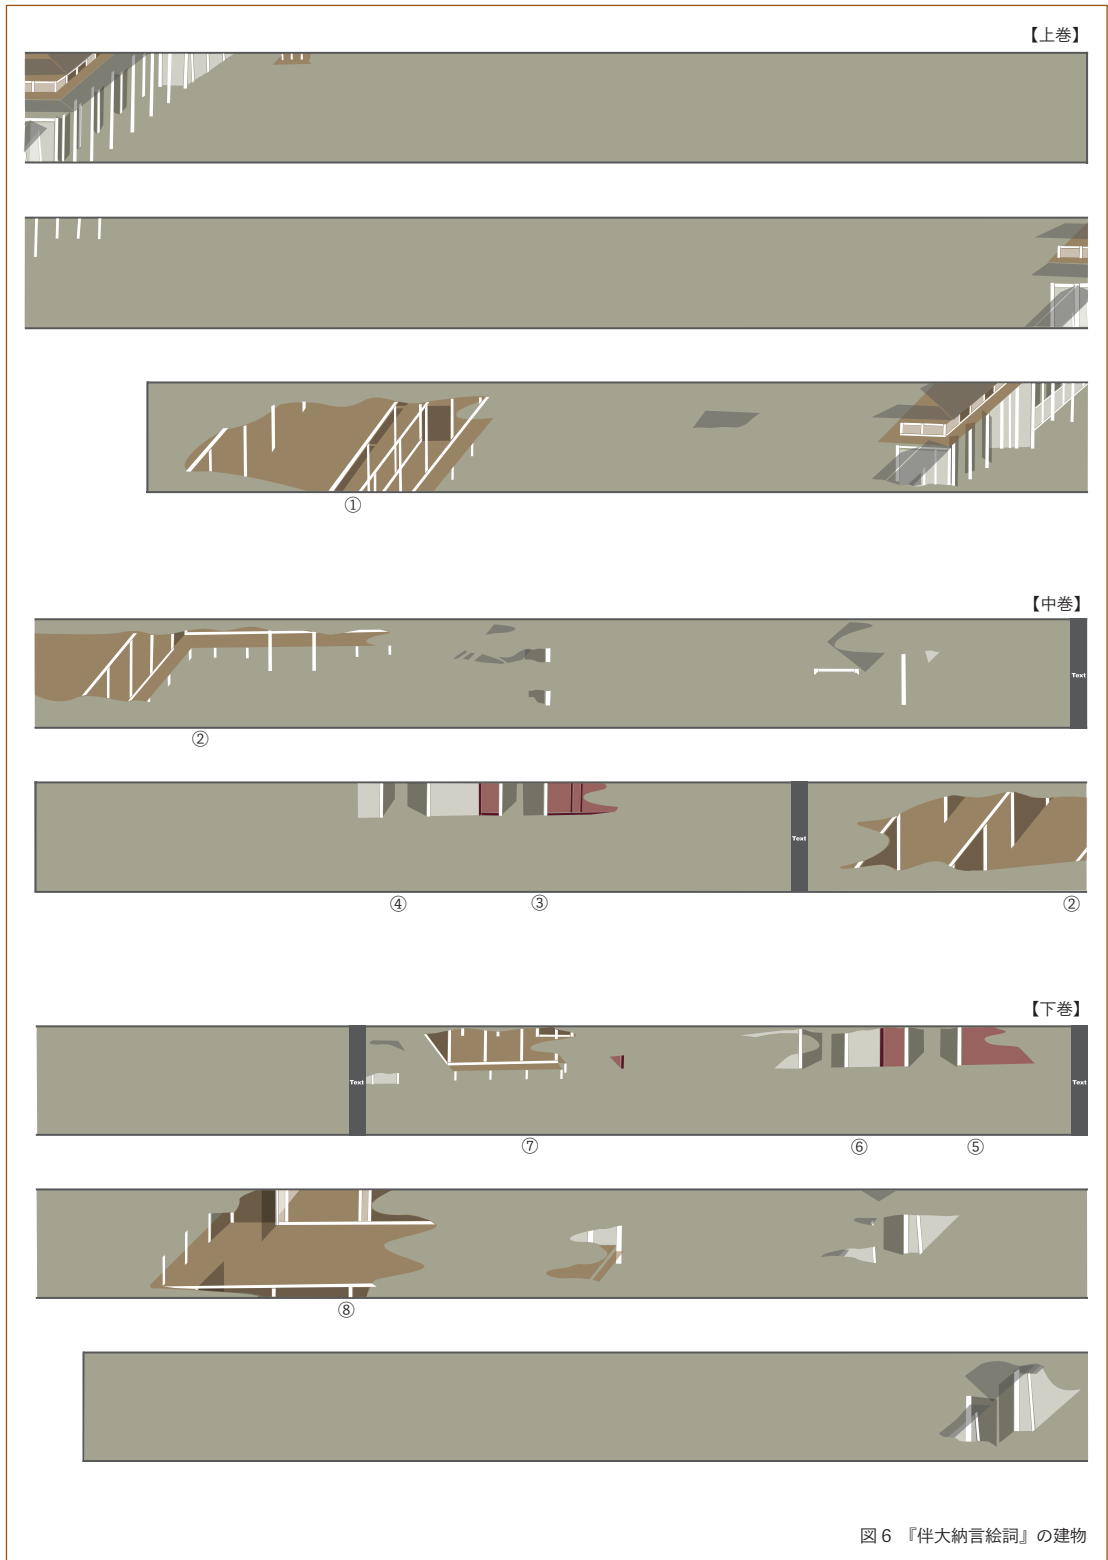 【上巻】
①
【中巻】
Text
②
Text
④ ③ ②
【下巻】
Text Text
⑦ ⑥ ⑤
⑧
図6 『伴大納言絵詞』の建物